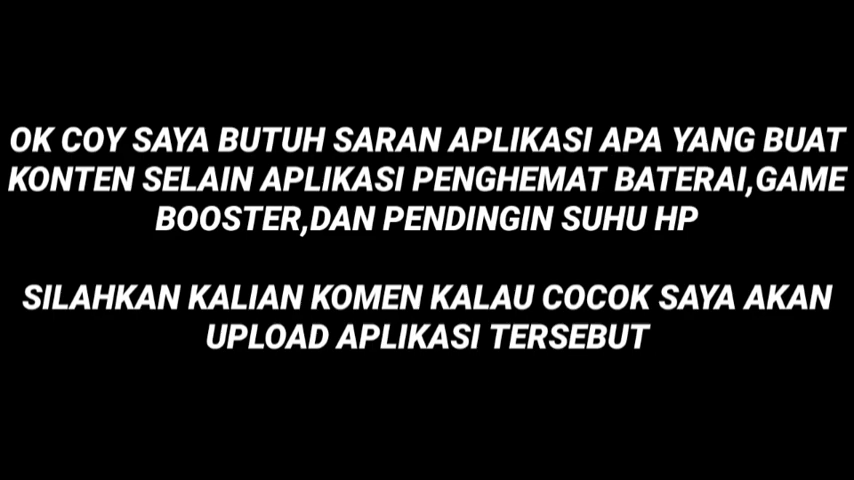 OK COY SAYA BUTUH SARAN APLIKASI APA YANG BUAT
KONTEN SELAIN APLIKASI PENGHEMAT BATERAI,GAME
BOOSTER,DAN PENDINGIN SUHU HP
SILAHKAN KALIAN KOMEN KALAU COCOK SAYA AKAN
UPLOAD APLIKASI TERSEBUT